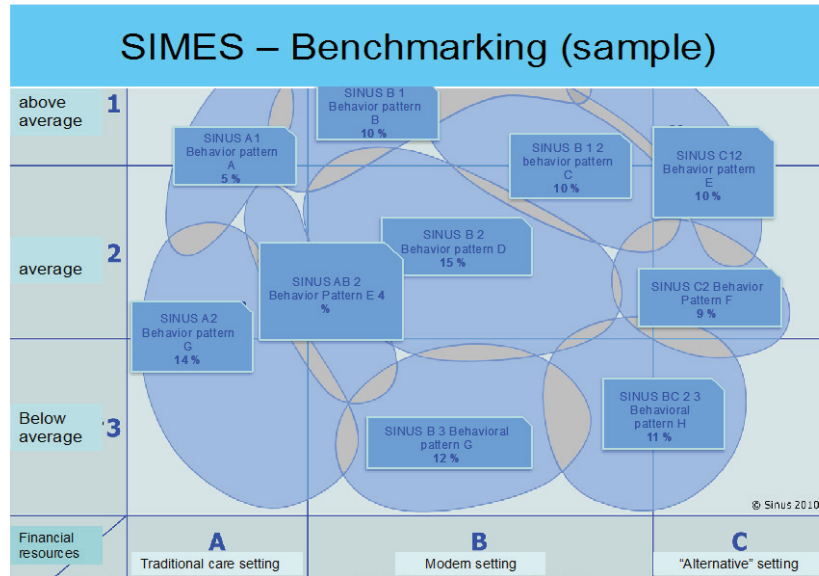 SIMES – Benchmarking (sample)
above
average
1
SINUS A1
Behavior pattern
A
5 %
SINUS B 1
Behavior pattern
B
10 %
SINUS B 1 2
behavior pattern
C
10 %
SINUS C12
Behavior pattern
E
10 %
average
2
SINUS B 2
Behavior pattern D
15 %
SINUS AB 2
Behavior Pattern E 4
%
SINUS C2 Behavior
Pattern F
9 %
SINUS A2
Behavior pattern
G
14 %
Below
average
3
SINUS B 3 Behavioral
pattern G
12 %
SINUS BC 2 3
Behavioral
pattern H
11 %
© Sinus 2010
Financial
resources
A
Traditional care setting
B
Modern setting
C
"Alternative" setting